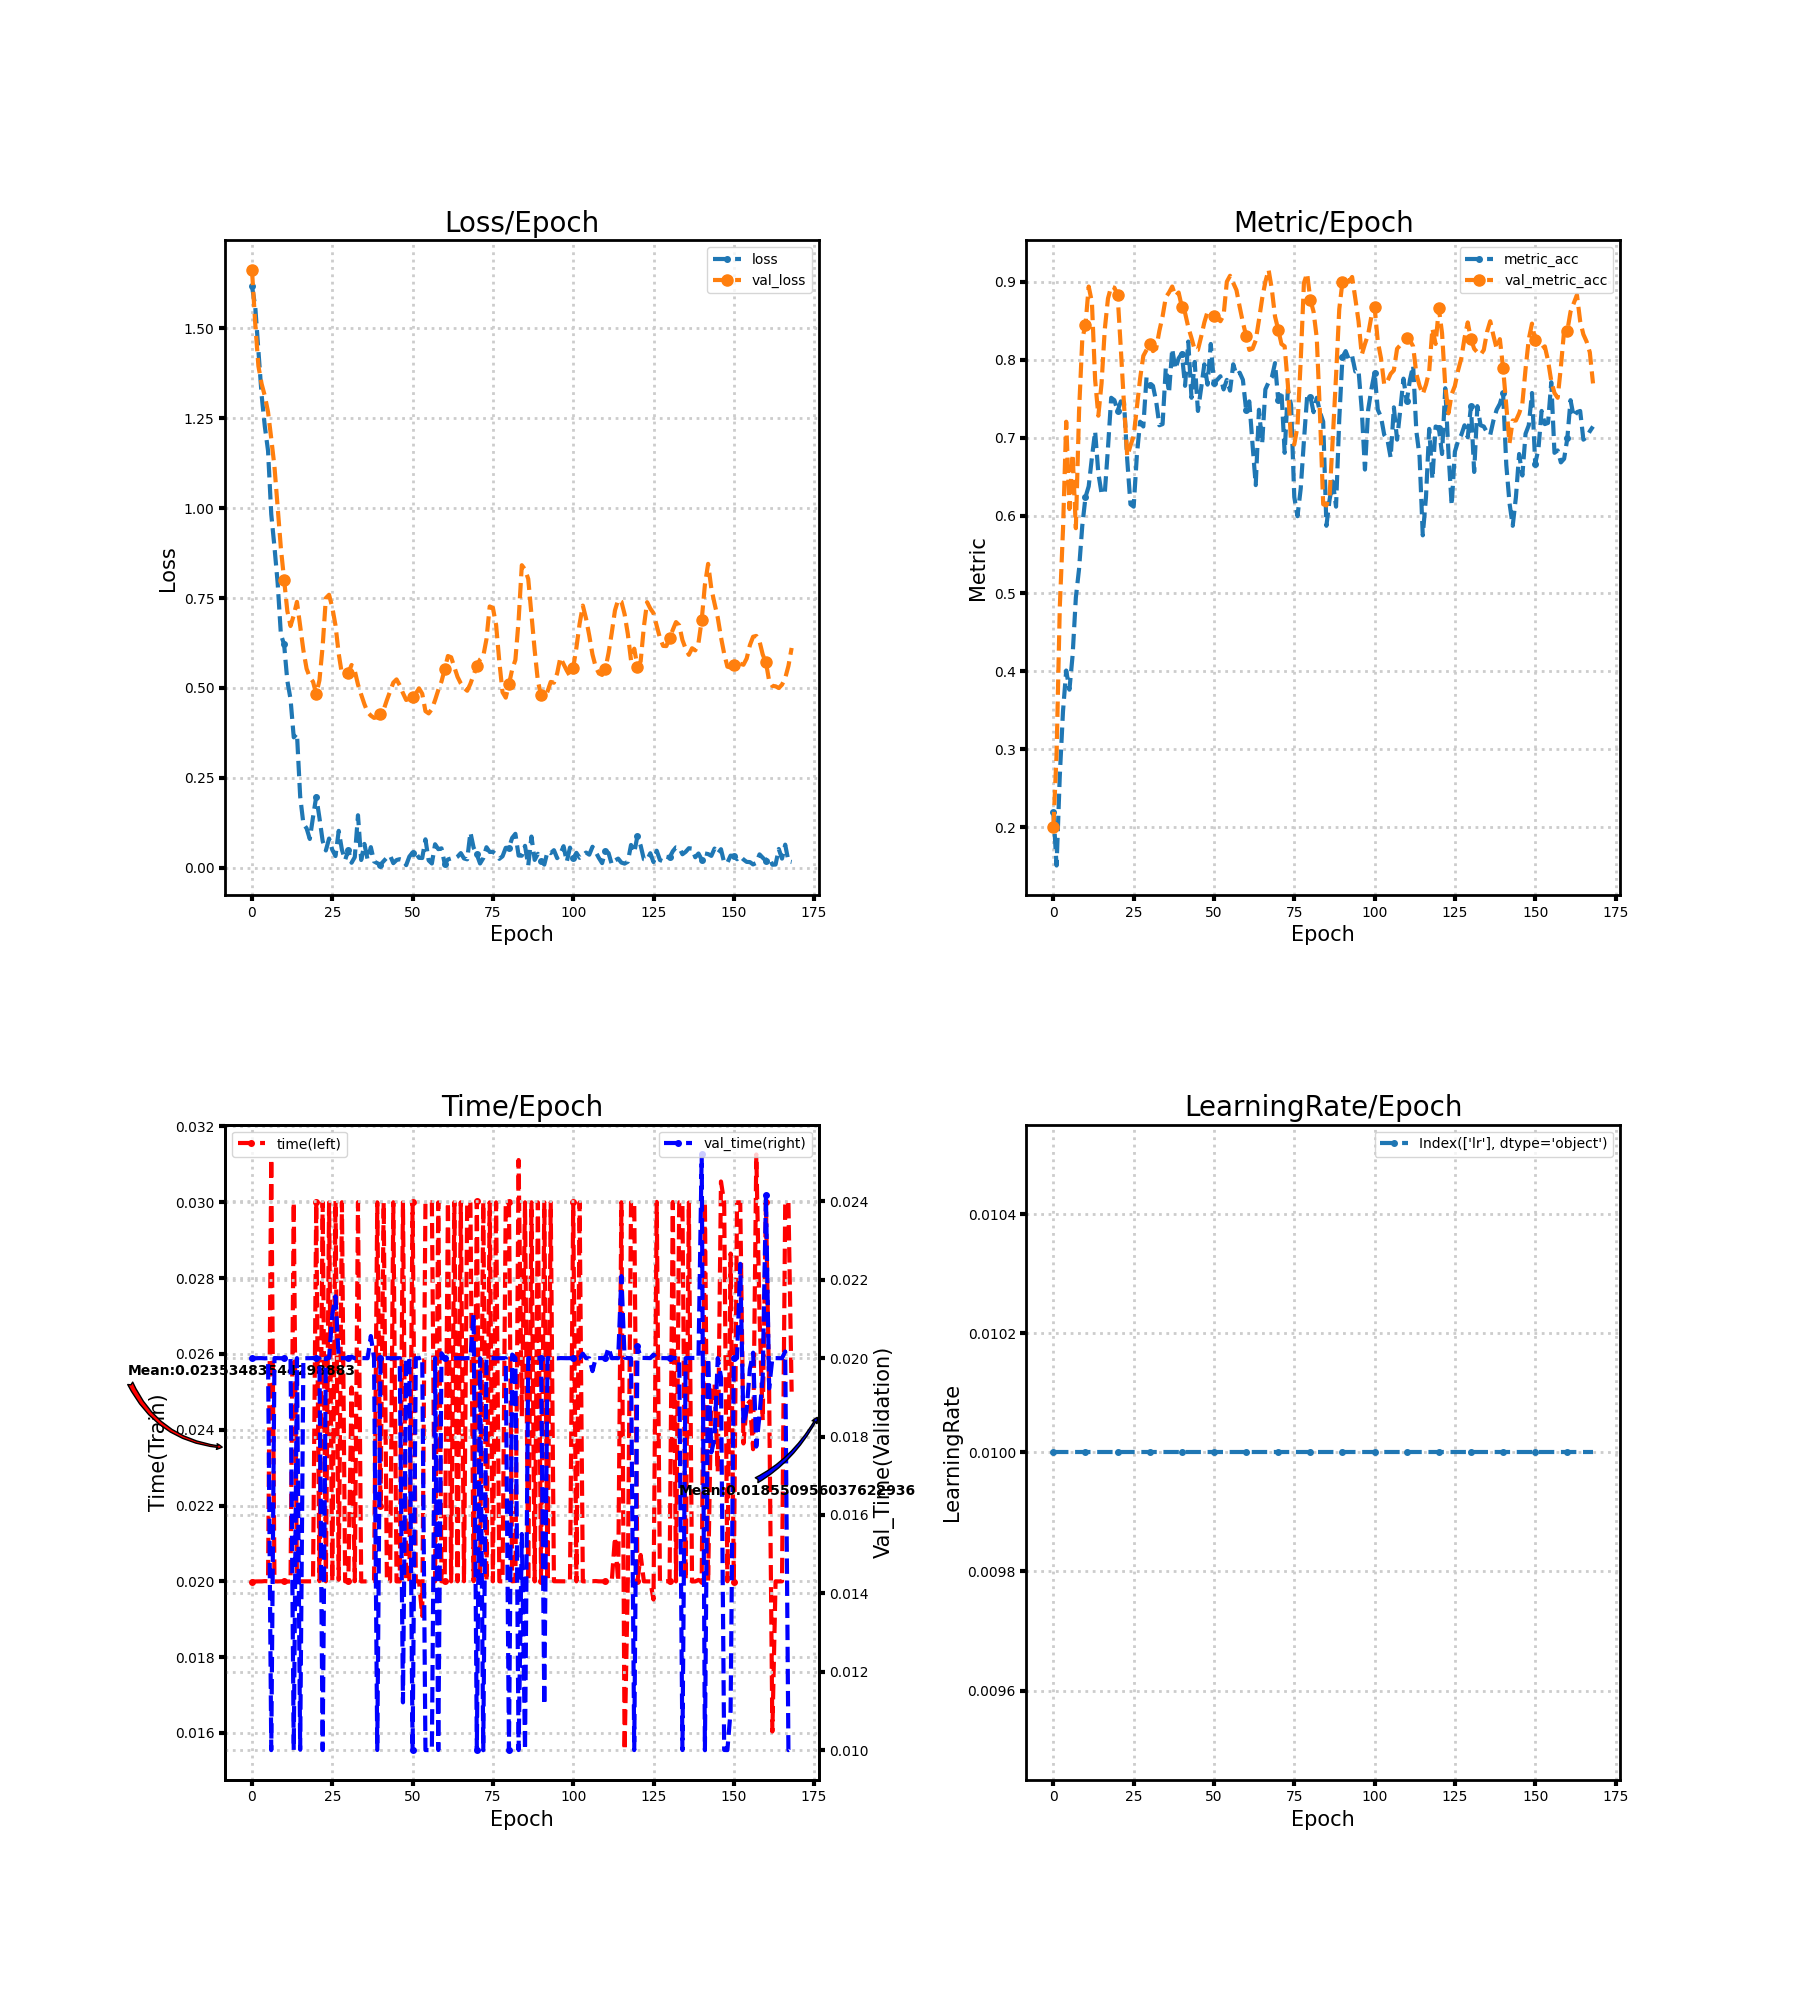 Loss/Epoch
loss
val_loss
1.50
1.25
1.00
0.75
0.50
0.25
0.00
Loss
0 25 50 75 100 125 150 175
Epoch
Metric/Epoch
metric_acc
val_metric_acc
0.9
0.8
0.7
0.6
0.5
0.4
0.3
0.2
Metric
0 25 50 75 100 125 150 175
Epoch
Time/Epoch
time(left)
val_time(right)
0.032
0.030
0.028
0.026
0.024
0.022
0.020
0.018
0.016
Time(Train)
0.024
0.022
0.020
0.018
0.016
0.014
0.012
0.010
Val_Time(Validation)
Mean:0.018550956037622936
0 25 50 75 100 125 150 175
Epoch
LearningRate/Epoch
Index(['lr'], dtype='object')
0.0104
0.0102
0.0100
0.0098
0.0096
LearningRate
0 25 50 75 100 125 150 175
Epoch